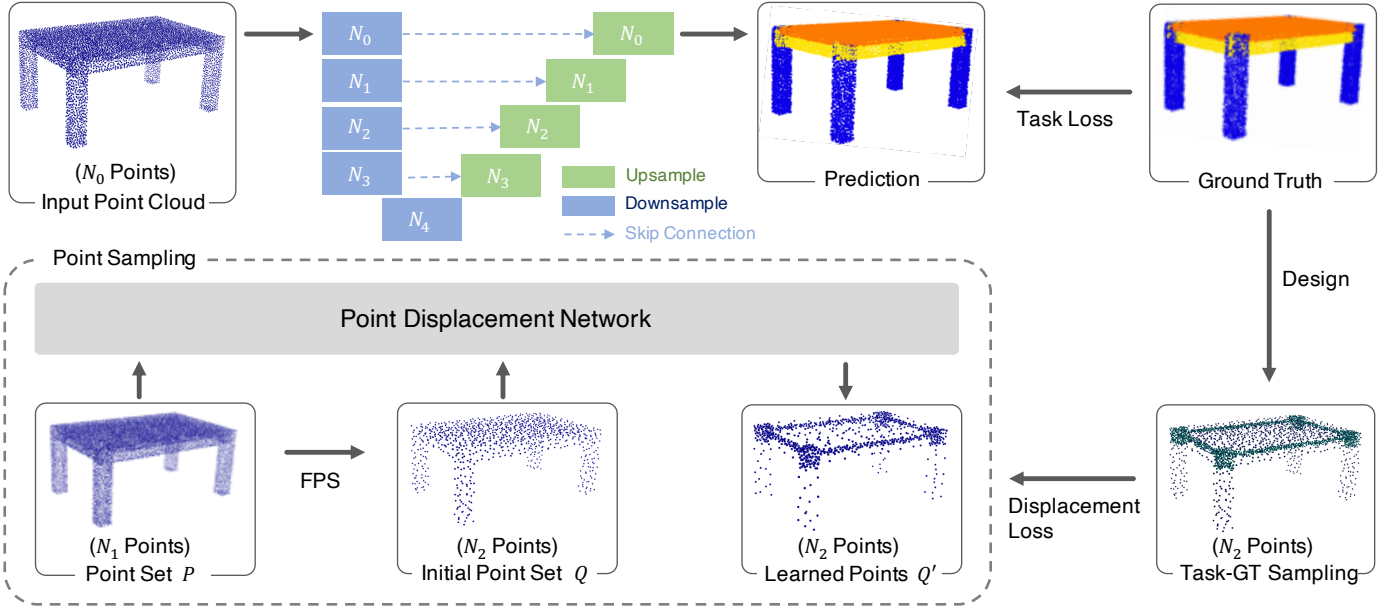 (N₀ Points)
Input Point Cloud
N₀
N₀
N₁
N₁
N₂
N₂
N₃
N₃
N₄
Upsample
Downsample
Skip Connection
Prediction
Task Loss
Ground Truth
Design
Point Sampling
Point Displacement Network
FPS
(N₁ Points)
Point Set P
(N₂ Points)
Initial Point Set Q
(N₂ Points)
Learned Points Q′
Displacement
Loss
(N₂ Points)
Task-GT Sampling